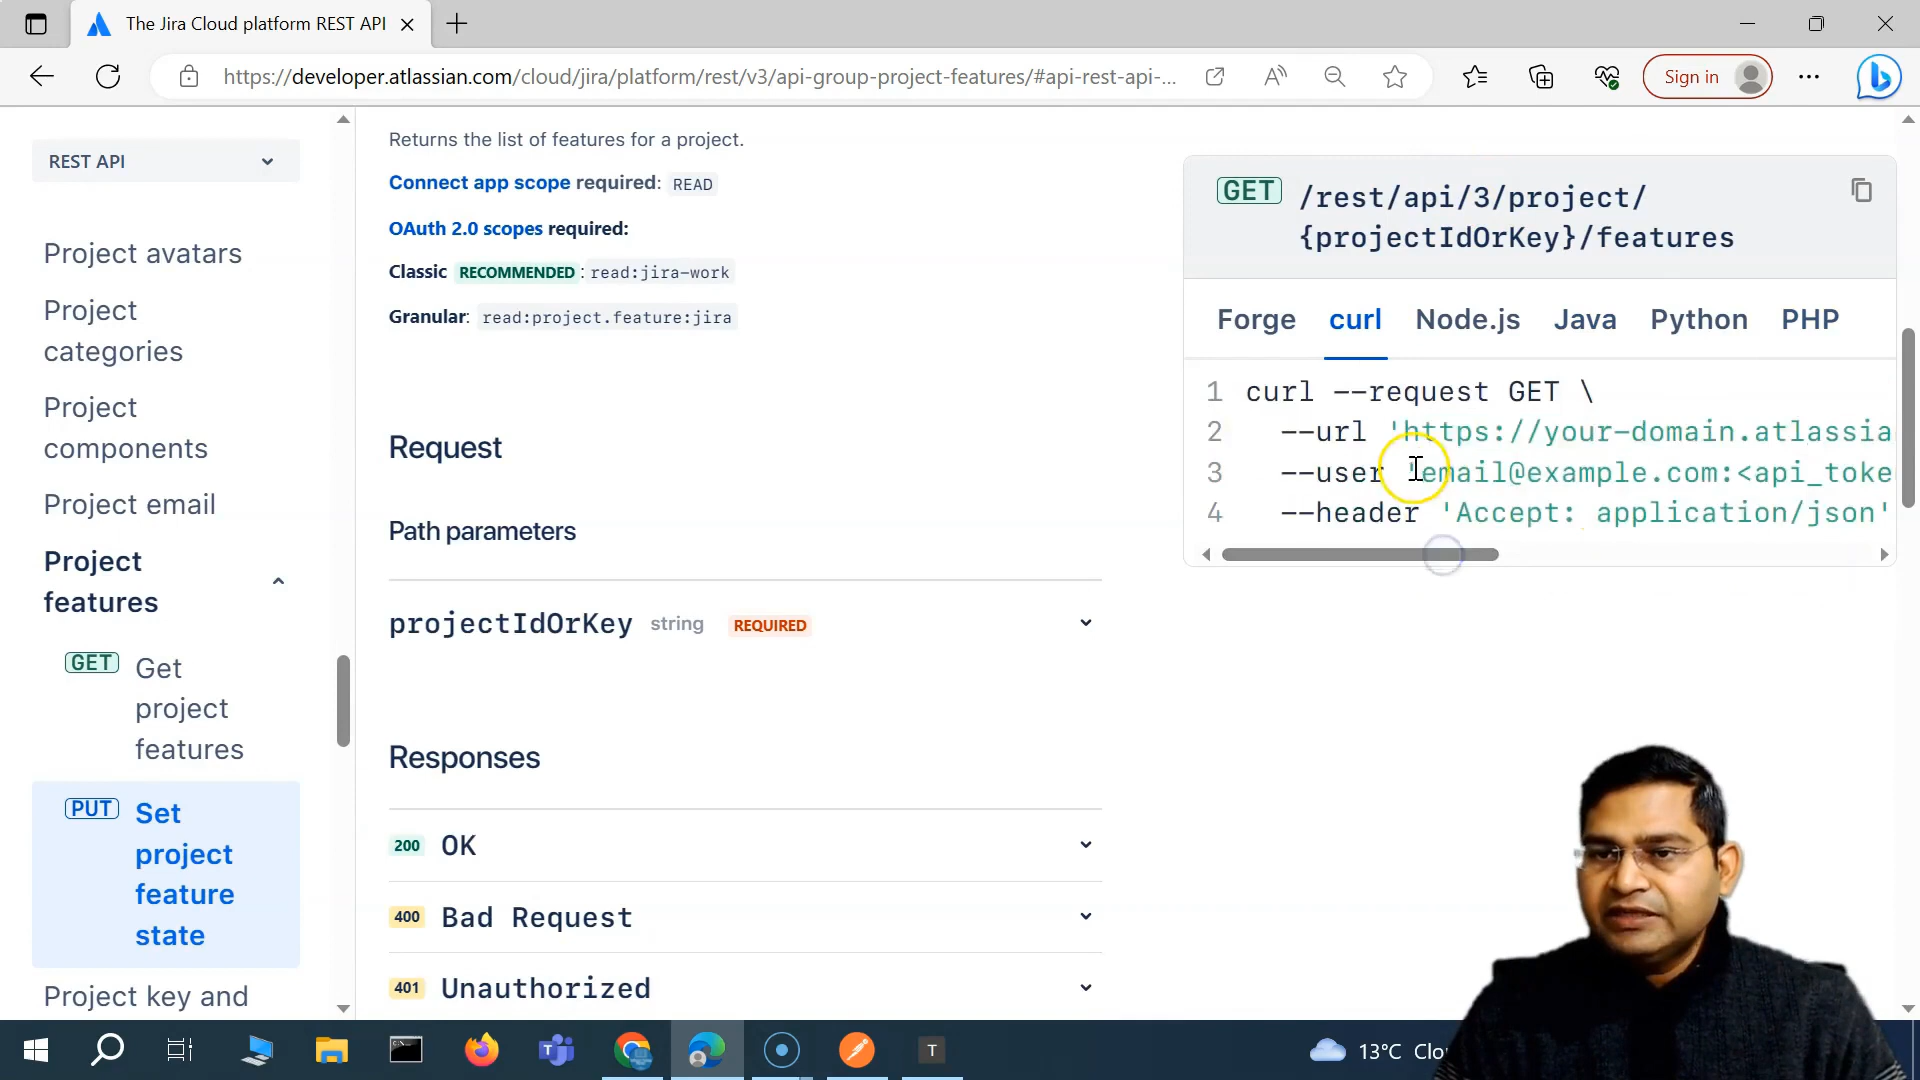 The Jira Cloud platform REST API
https://developer.atlassian.com/cloud/jira/platform/rest/v3/api-group-project-features/#api-rest-api-...
Sign in
REST API
Project avatars
Project
categories
Project
components
Project email
Project
features
GET Get
project
features
PUT Set
project
feature
state
Project key and
Returns the list of features for a project.
Connect app scope required: READ
OAuth 2.0 scopes required:
Classic RECOMMENDED: read:jira-work
Granular: read:project.feature:jira
Request
Path parameters
projectIdOrKey string REQUIRED
Responses
200 OK
400 Bad Request
401 Unauthorized
GET /rest/api/3/project/
{projectIdOrKey}/features
Forge curl Node.js Java Python PHP
1 curl --request GET \
2 --url 'https://your-domain.atlassia
3 --user 'email@example.com:<api_toke
4 --header 'Accept: application/json'
T
13°C Clo